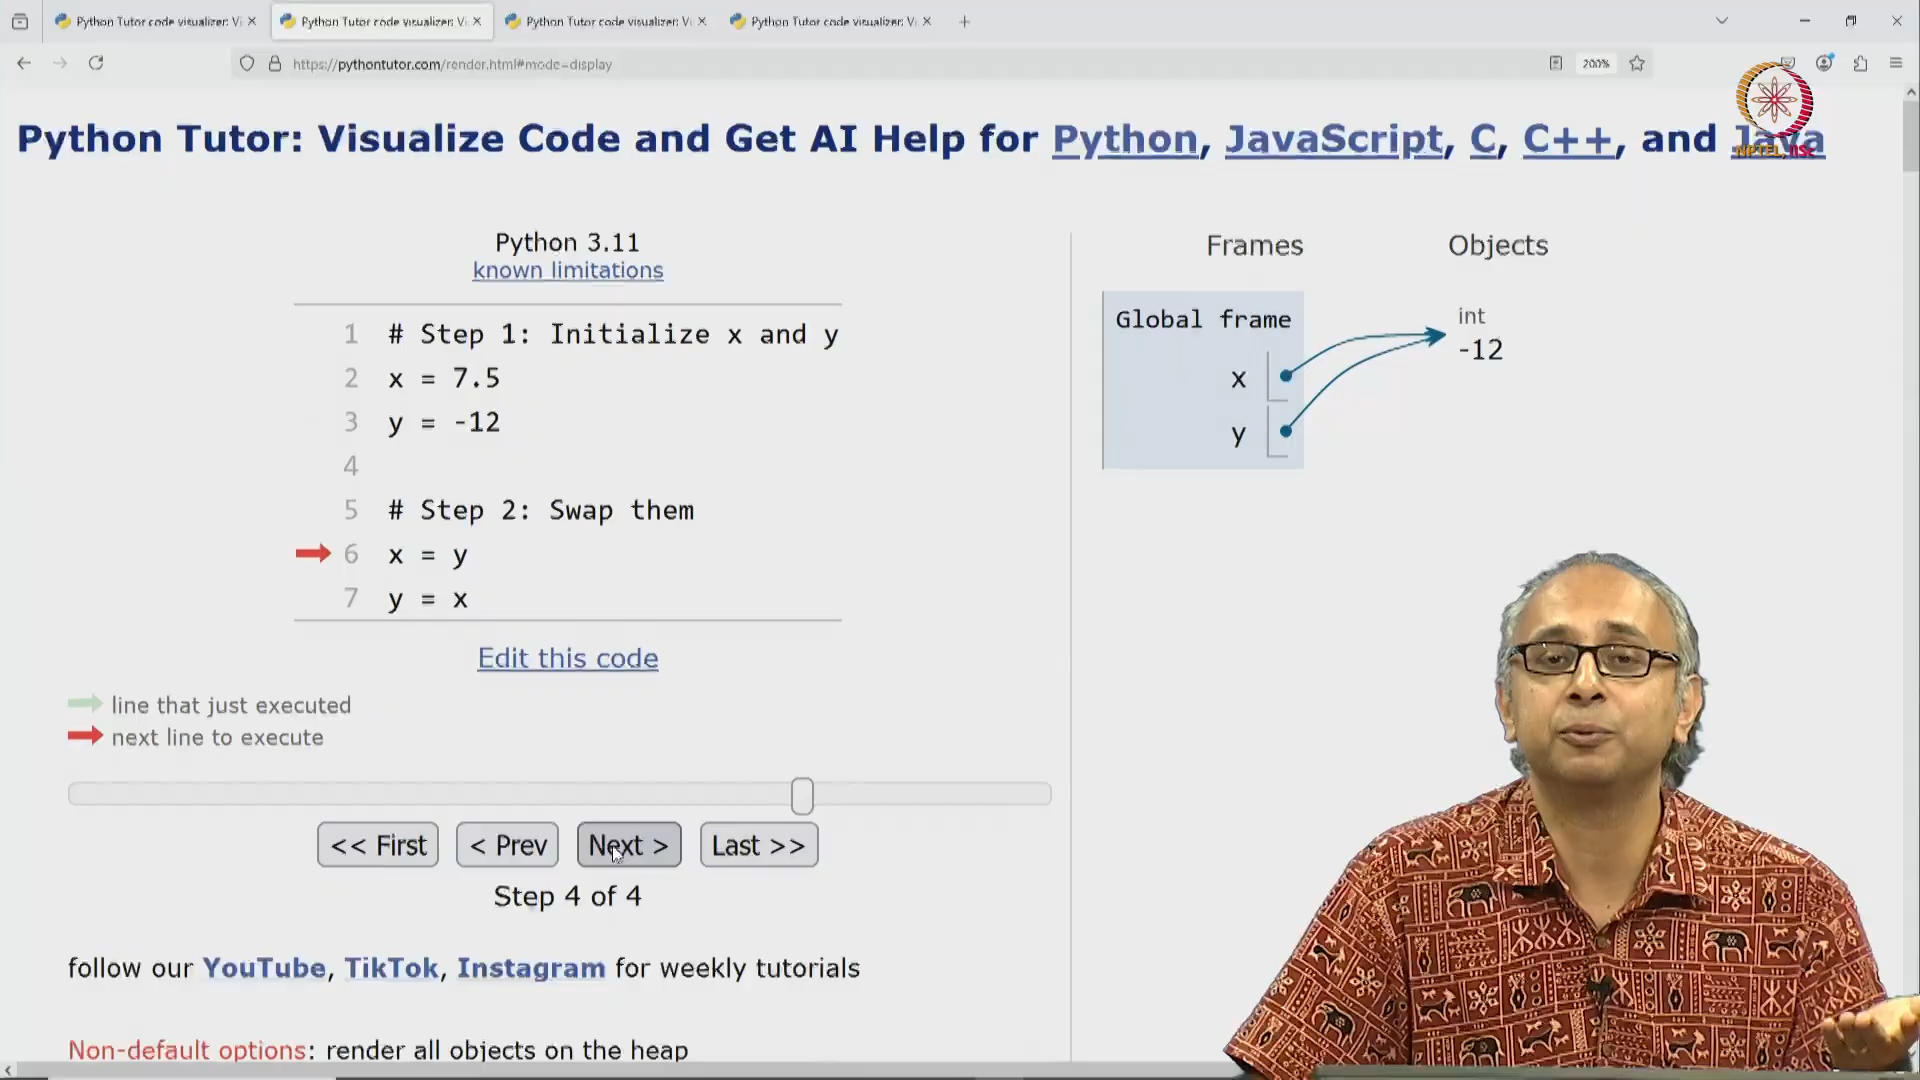 Python Tutor code visualizer: Vi
Python Tutor code visualizer: Vi
Python Tutor code visualizer: Vi
Python Tutor code visualizer: Vi
https://pythontutor.com/render.html#mode=display
200%
Python Tutor: Visualize Code and Get AI Help for Python, JavaScript, C, C++, and Java
NPTEL, IISc
Python 3.11
known limitations
1 # Step 1: Initialize x and y
2 x = 7.5
3 y = -12
4
5 # Step 2: Swap them
6 x = y
7 y = x
Edit this code
line that just executed
next line to execute
<< First
< Prev
Next >
Last >>
Step 4 of 4
follow our YouTube, TikTok, Instagram for weekly tutorials
Non-default options: render all objects on the heap
Frames
Objects
Global frame
x
y
int
-12